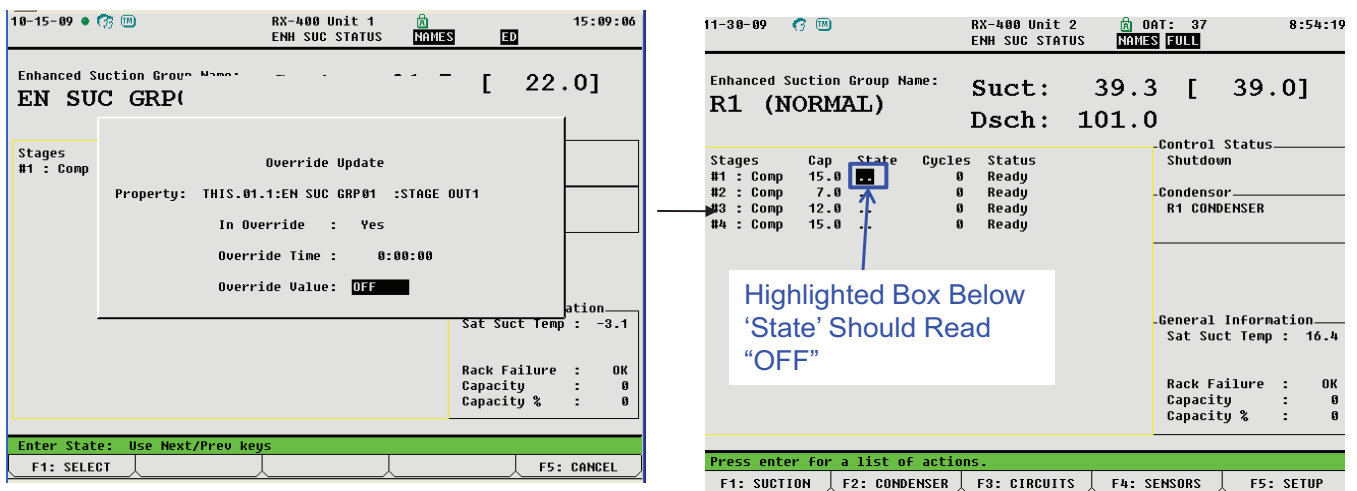 10-15-09 TM RX-400 Unit 1 A 15:09:06
ENH SUC STATUS NAMES ED
Enhanced Suction Group Name:
EN SUC GRP( [ 22.0]
Stages
#1 : Comp
Override Update
Property: THIS.01.1:EN SUC GRP01 :STAGE OUT1
In Override : Yes
Override Time : 0:00:00
Override Value: OFF
ation
Sat Suct Temp : -3.1
Rack Failure : OK
Capacity : 0
Capacity % : 0
Enter State: Use Next/Prev keys
F1: SELECT F5: CANCEL
11-30-09 TM RX-400 Unit 2 A OAT: 37 8:54:19
ENH SUC STATUS NAMES FULL
Enhanced Suction Group Name:
R1 (NORMAL)
Suct: 39.3 [ 39.0]
Dsch: 101.0
Stages Cap State Cycles Status
#1 : Comp 15.0 .. 0 Ready
#2 : Comp 7.0 .. 0 Ready
#3 : Comp 12.0 .. 0 Ready
#4 : Comp 15.0 .. 0 Ready
Control Status
Shutdown
Condensor
R1 CONDENSER
Highlighted Box Below
‘State’ Should Read
“OFF”
General Information
Sat Suct Temp : 16.4
Rack Failure : OK
Capacity : 0
Capacity % : 0
Press enter for a list of actions.
F1: SUCTION F2: CONDENSER F3: CIRCUITS F4: SENSORS F5: SETUP